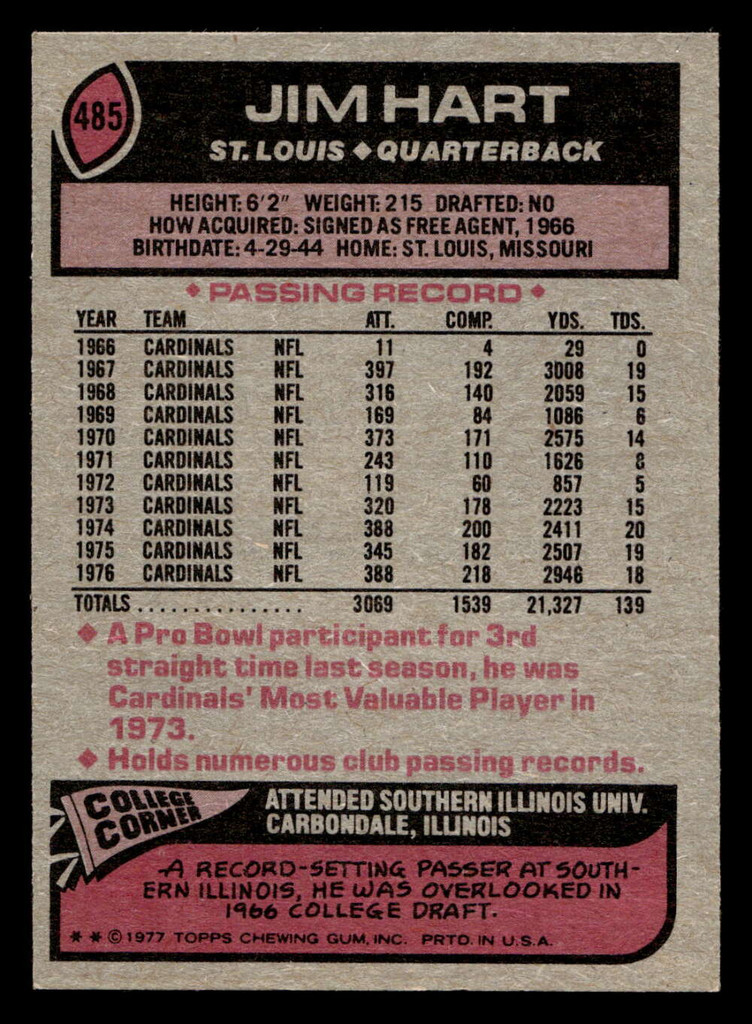 485
JIM HART
ST. LOUIS ◆ QUARTERBACK
HEIGHT: 6'2" WEIGHT: 215 DRAFTED: NO
HOW ACQUIRED: SIGNED AS FREE AGENT, 1966
BIRTHDATE: 4-29-44 HOME: ST. LOUIS, MISSOURI
◆ PASSING RECORD ◆
YEAR TEAM ATT. COMP. YDS. TDS.
1966 CARDINALS NFL 11 4 29 0
1967 CARDINALS NFL 397 192 3008 19
1968 CARDINALS NFL 316 140 2059 15
1969 CARDINALS NFL 169 84 1086 6
1970 CARDINALS NFL 373 171 2575 14
1971 CARDINALS NFL 243 110 1626 8
1972 CARDINALS NFL 119 60 857 5
1973 CARDINALS NFL 320 178 2223 15
1974 CARDINALS NFL 388 200 2411 20
1975 CARDINALS NFL 345 182 2507 19
1976 CARDINALS NFL 388 218 2946 18
TOTALS ............... 3069 1539 21,327 139
◆ A Pro Bowl participant for 3rd
straight time last season, he was
Cardinals' Most Valuable Player in
1973.
◆ Holds numerous club passing records.
COLLEGE
CORNER
ATTENDED SOUTHERN ILLINOIS UNIV.
CARBONDALE, ILLINOIS
A RECORD-SETTING PASSER AT SOUTH-
ERN ILLINOIS, HE WAS OVERLOOKED IN
1966 COLLEGE DRAFT.
* * © 1977 TOPPS CHEWING GUM, INC. PRTD. IN U.S.A.